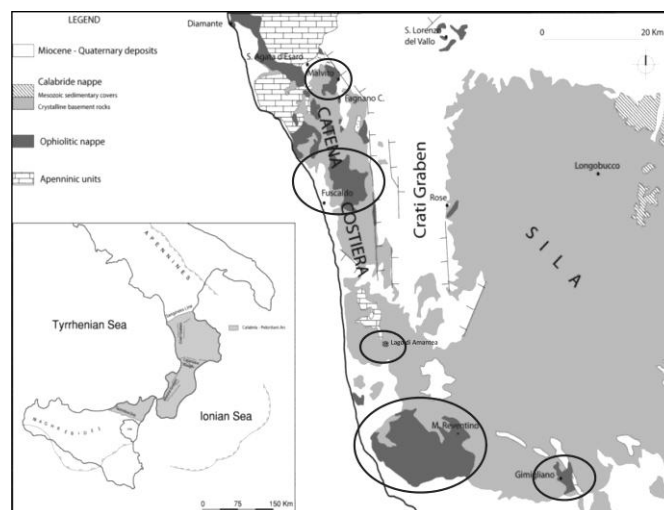 LEGEND
Miocene - Quaternary deposits
Calabride nappe
Mesozoic sedimentary covers
Crystalline basement rocks
Ophiolitic nappe
Apenninic units
Diamante
S. Agata d'Esaro
Malvito
Fagnano C.
S. Lorenzo
del Vallo
0 20 Km
CATENA
COSTIERA
Fuscaldo
Crati Graben
Rose
Longobucco
SILA
Lago di Amantea
M. Reventino
Gimigliano
APENNINES
Tyrrhenian Sea
Calabria - Peloritani Arc
Ionian Sea
MAGHREBIDES
0 75 150 Km